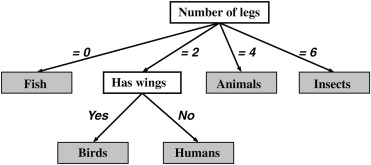 Number of legs
= 0
= 2
= 4
= 6
Fish
Has wings
Animals
Insects
Yes
No
Birds
Humans